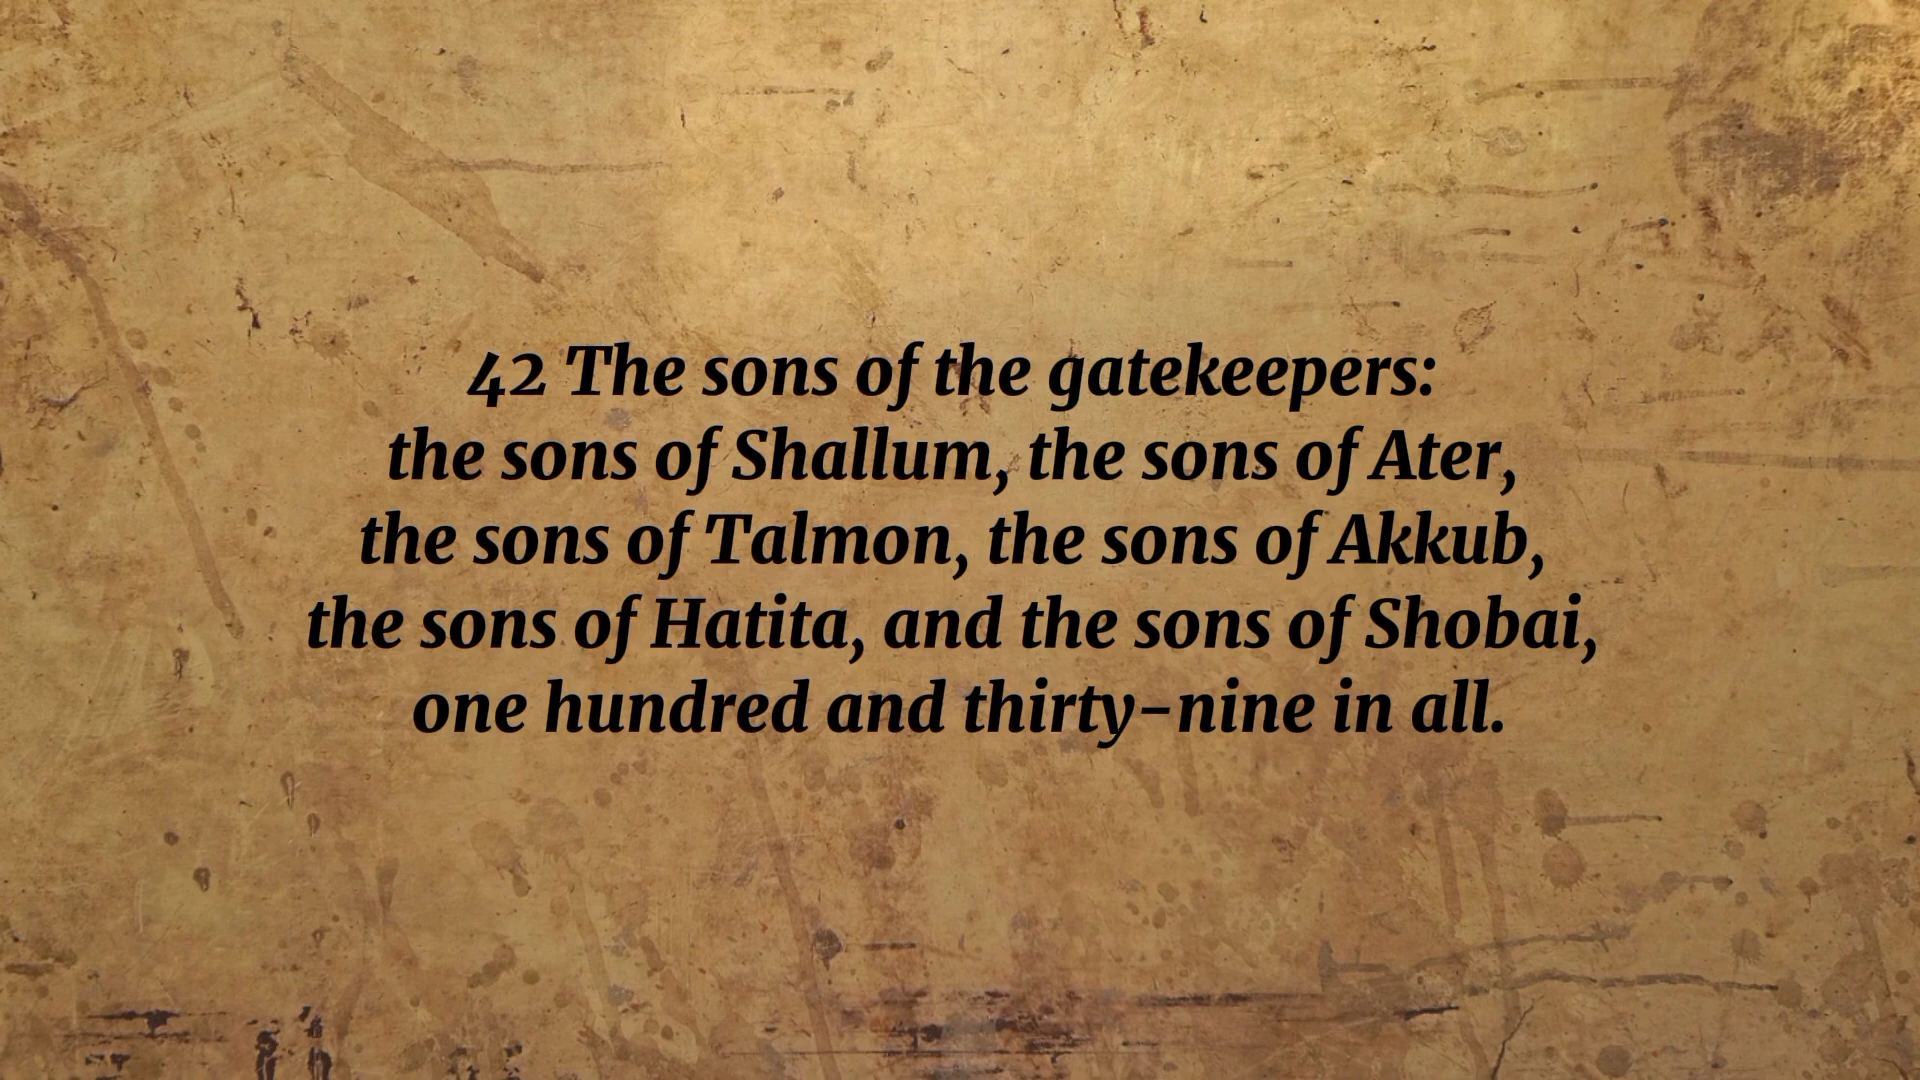 42 The sons of the gatekeepers:
the sons of Shallum, the sons of Ater,
the sons of Talmon, the sons of Akkub,
the sons of Hatita, and the sons of Shobai,
one hundred and thirty-nine in all.